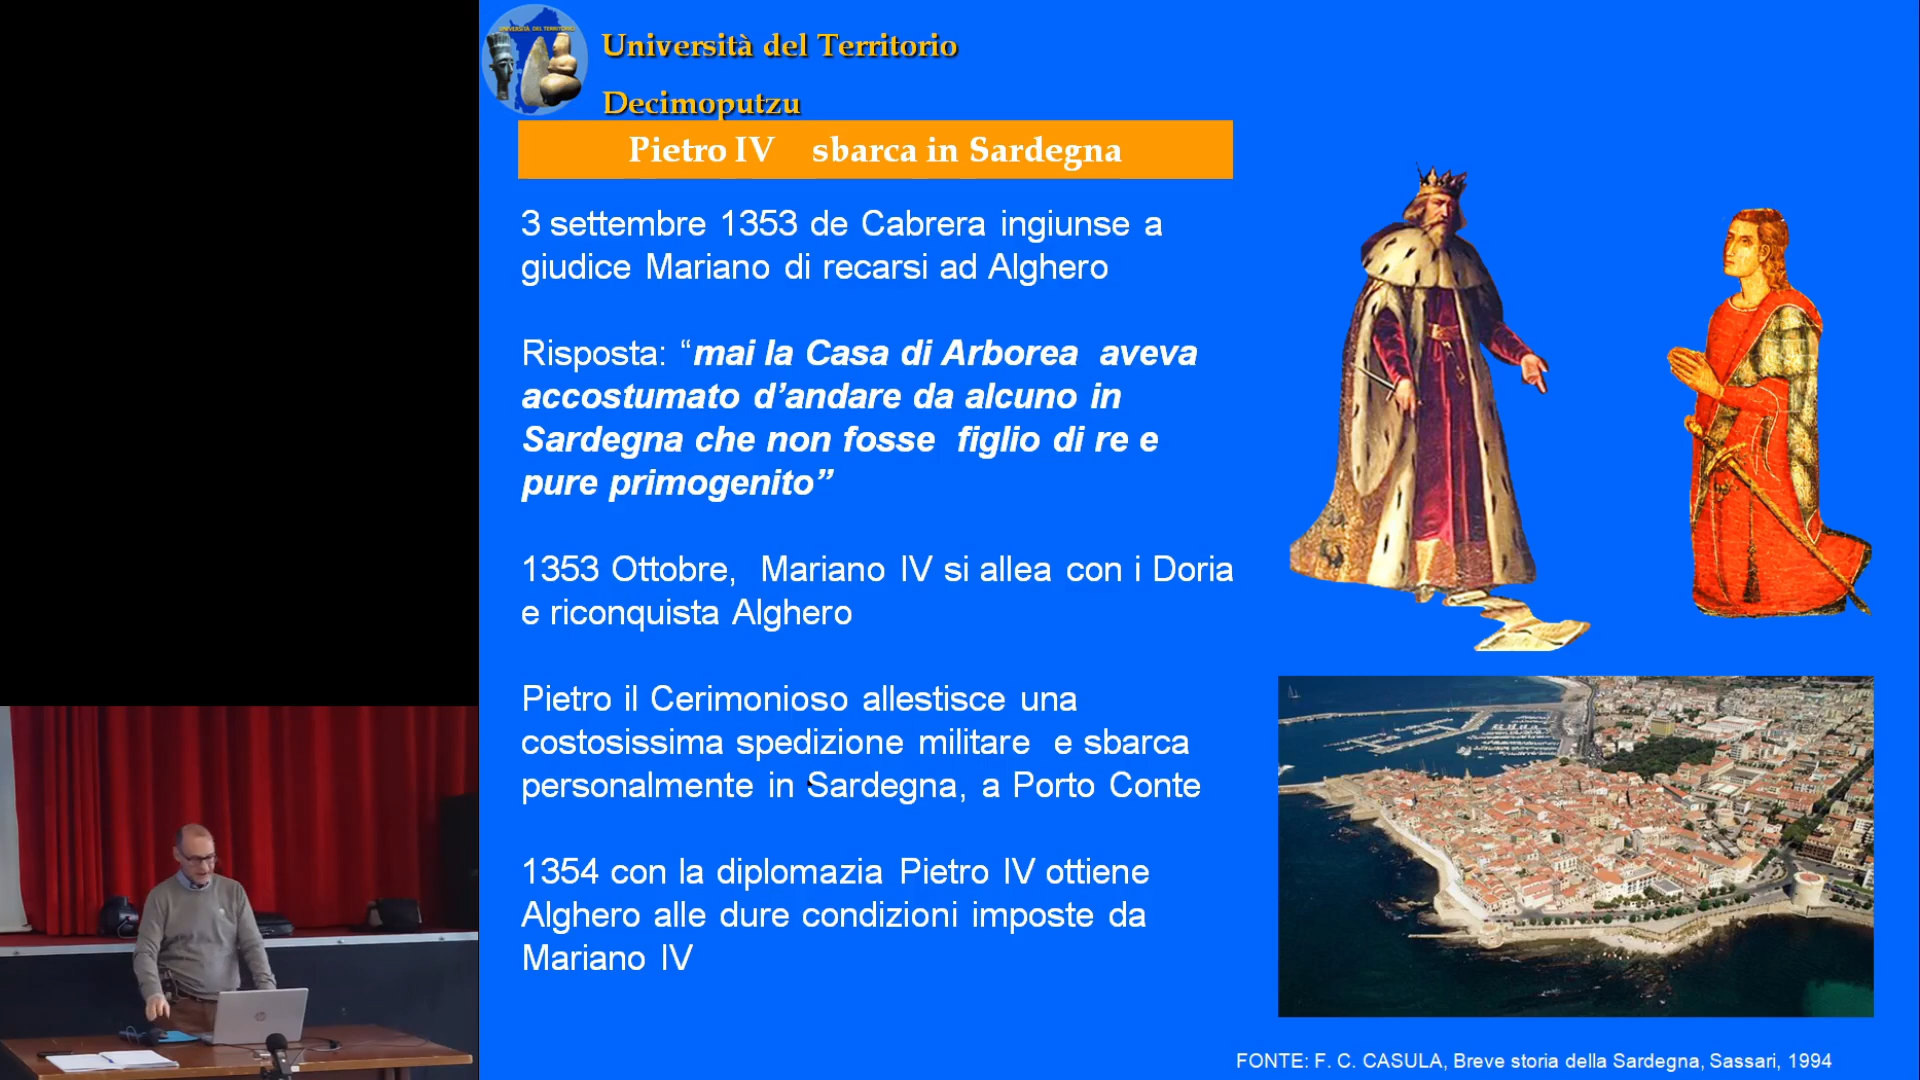 UNIVERSITÀ DEL TERRITORIO
Università del Territorio
Decimoputzu
Pietro IV sbarca in Sardegna
3 settembre 1353 de Cabrera ingiunse a
giudice Mariano di recarsi ad Alghero
Risposta: “mai la Casa di Arborea aveva
accostumato d’andare da alcuno in
Sardegna che non fosse figlio di re e
pure primogenito”
1353 Ottobre, Mariano IV si allea con i Doria
e riconquista Alghero
Pietro il Cerimonioso allestisce una
costosissima spedizione militare e sbarca
personalmente in Sardegna, a Porto Conte
1354 con la diplomazia Pietro IV ottiene
Alghero alle dure condizioni imposte da
Mariano IV
FONTE: F. C. CASULA, Breve storia della Sardegna, Sassari, 1994
hp